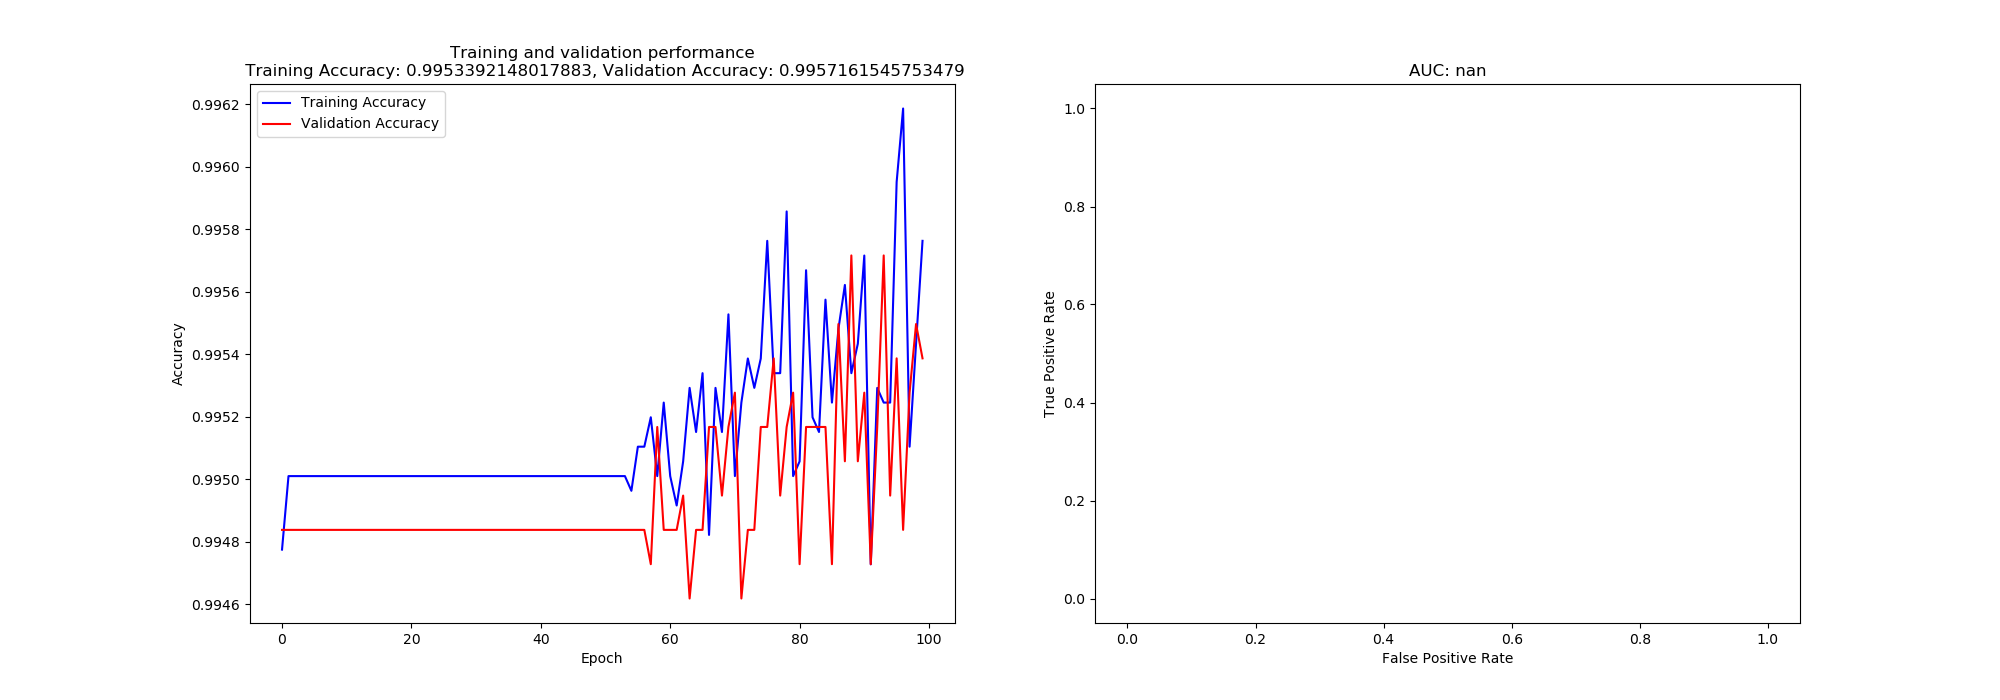 Training and validation performance
Training Accuracy: 0.9953392148017883, Validation Accuracy: 0.9957161545753479
Training Accuracy
Validation Accuracy
0.9962
0.9960
0.9958
0.9956
0.9954
0.9952
0.9950
0.9948
0.9946
Accuracy
0 20 40 60 80 100
Epoch
AUC: nan
1.0
0.8
0.6
0.4
0.2
0.0
True Positive Rate
0.0 0.2 0.4 0.6 0.8 1.0
False Positive Rate